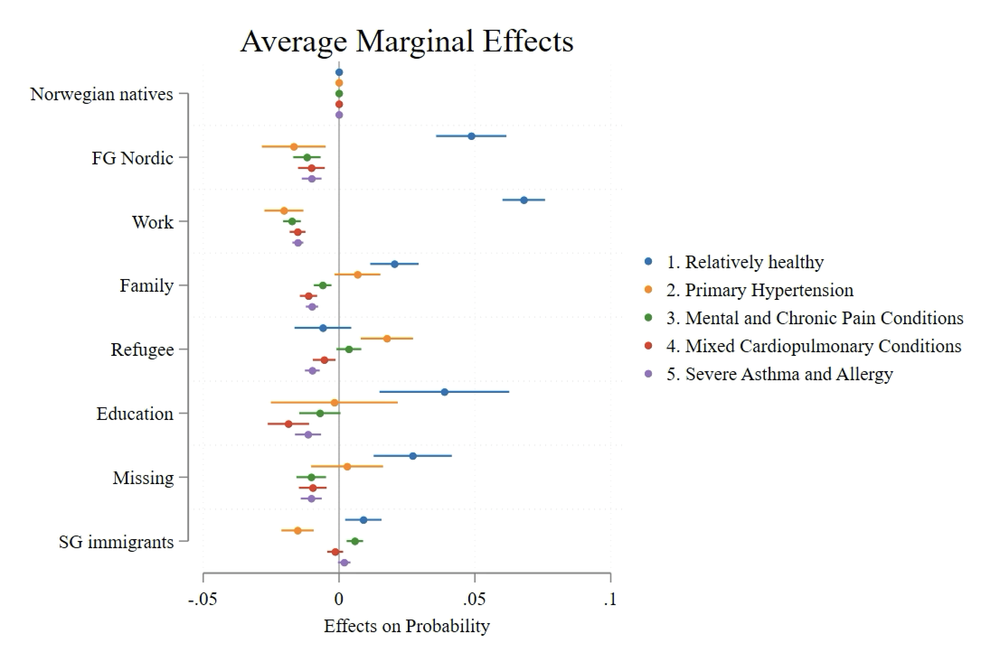 Average Marginal Effects
Norwegian natives
FG Nordic
Work
Family
Refugee
Education
Missing
SG immigrants
-.05
0
.05
.1
Effects on Probability
1. Relatively healthy
2. Primary Hypertension
3. Mental and Chronic Pain Conditions
4. Mixed Cardiopulmonary Conditions
5. Severe Asthma and Allergy